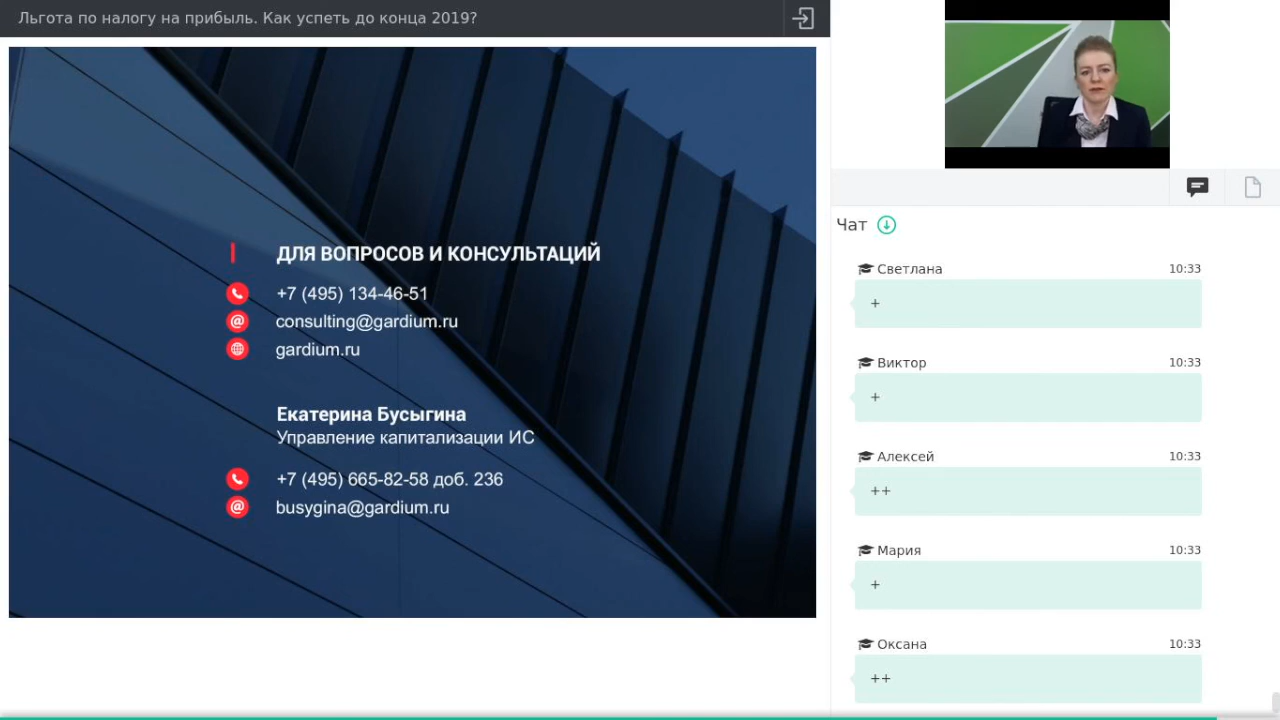 Льгота по налогу на прибыль. Как успеть до конца 2019?
ДЛЯ ВОПРОСОВ И КОНСУЛЬТАЦИЙ
+7 (495) 134-46-51
consulting@gardium.ru
gardium.ru
Екатерина Бусыгина
Управление капитализации ИС
+7 (495) 665-82-58 доб. 236
busygina@gardium.ru
Чат
Светлана 10:33
+
Виктор 10:33
+
Алексей 10:33
++
Мария 10:33
+
Оксана 10:33
++